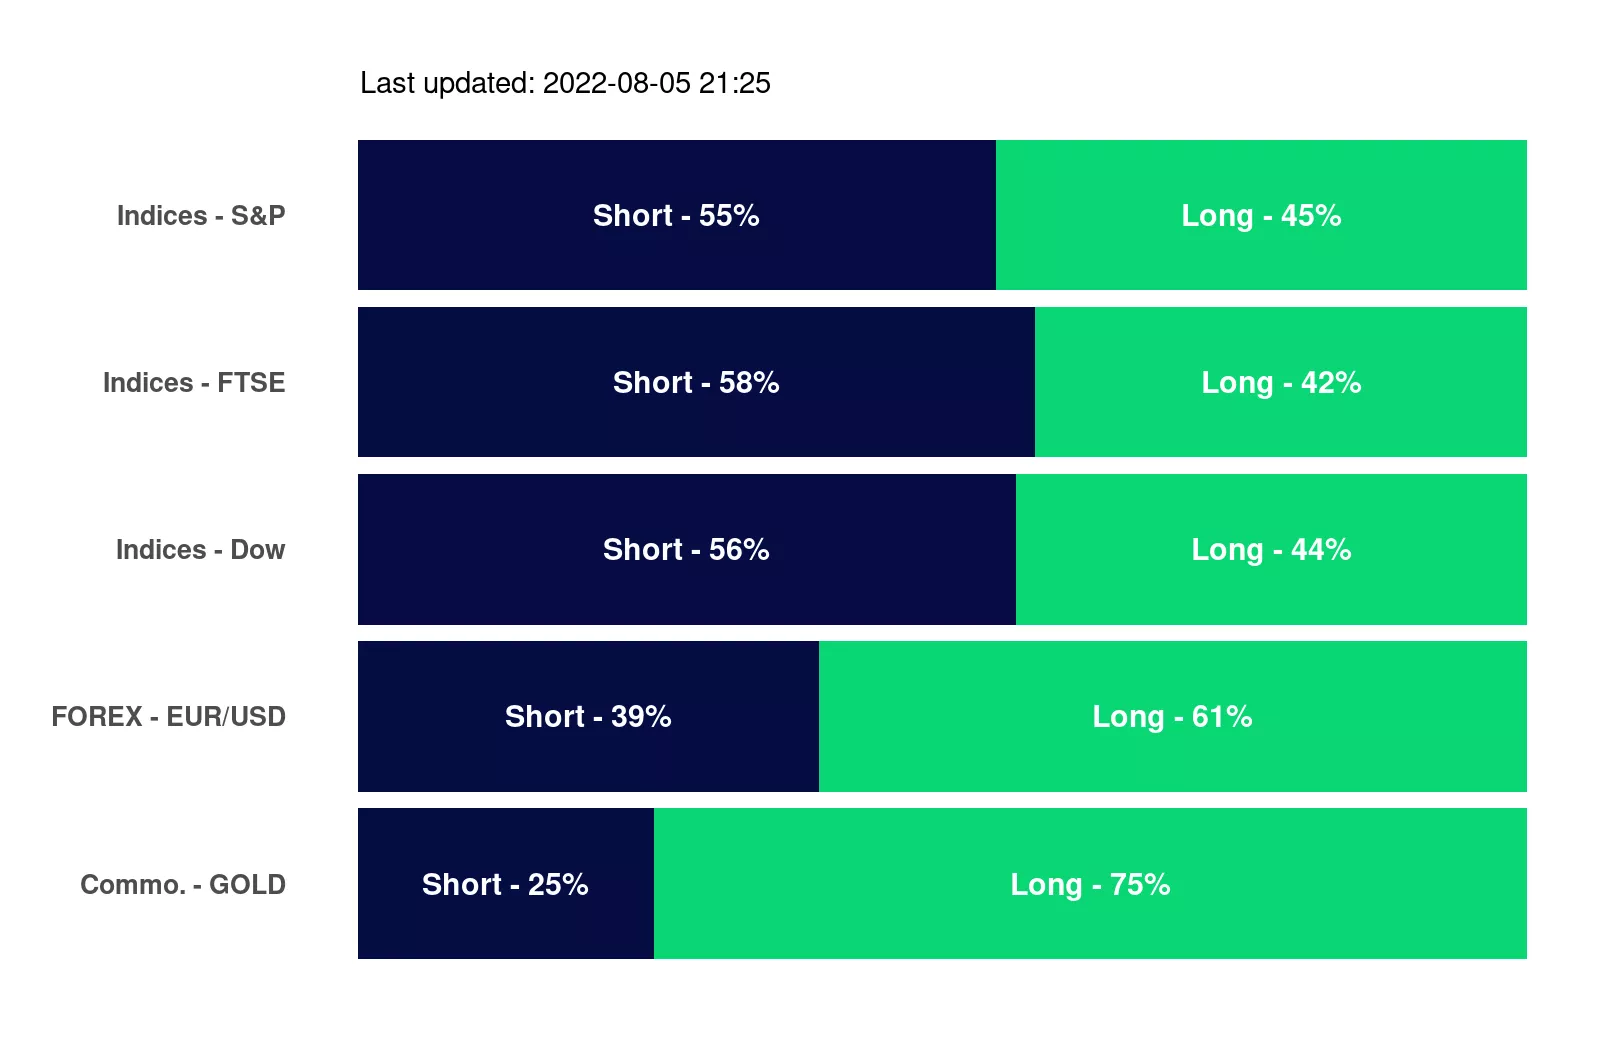 Last updated: 2022-08-05 21:25
Indices - S&P Short - 55% Long - 45%
Indices - FTSE Short - 58% Long - 42%
Indices - Dow Short - 56% Long - 44%
FOREX - EUR/USD Short - 39% Long - 61%
Commo. - GOLD Short - 25% Long - 75%